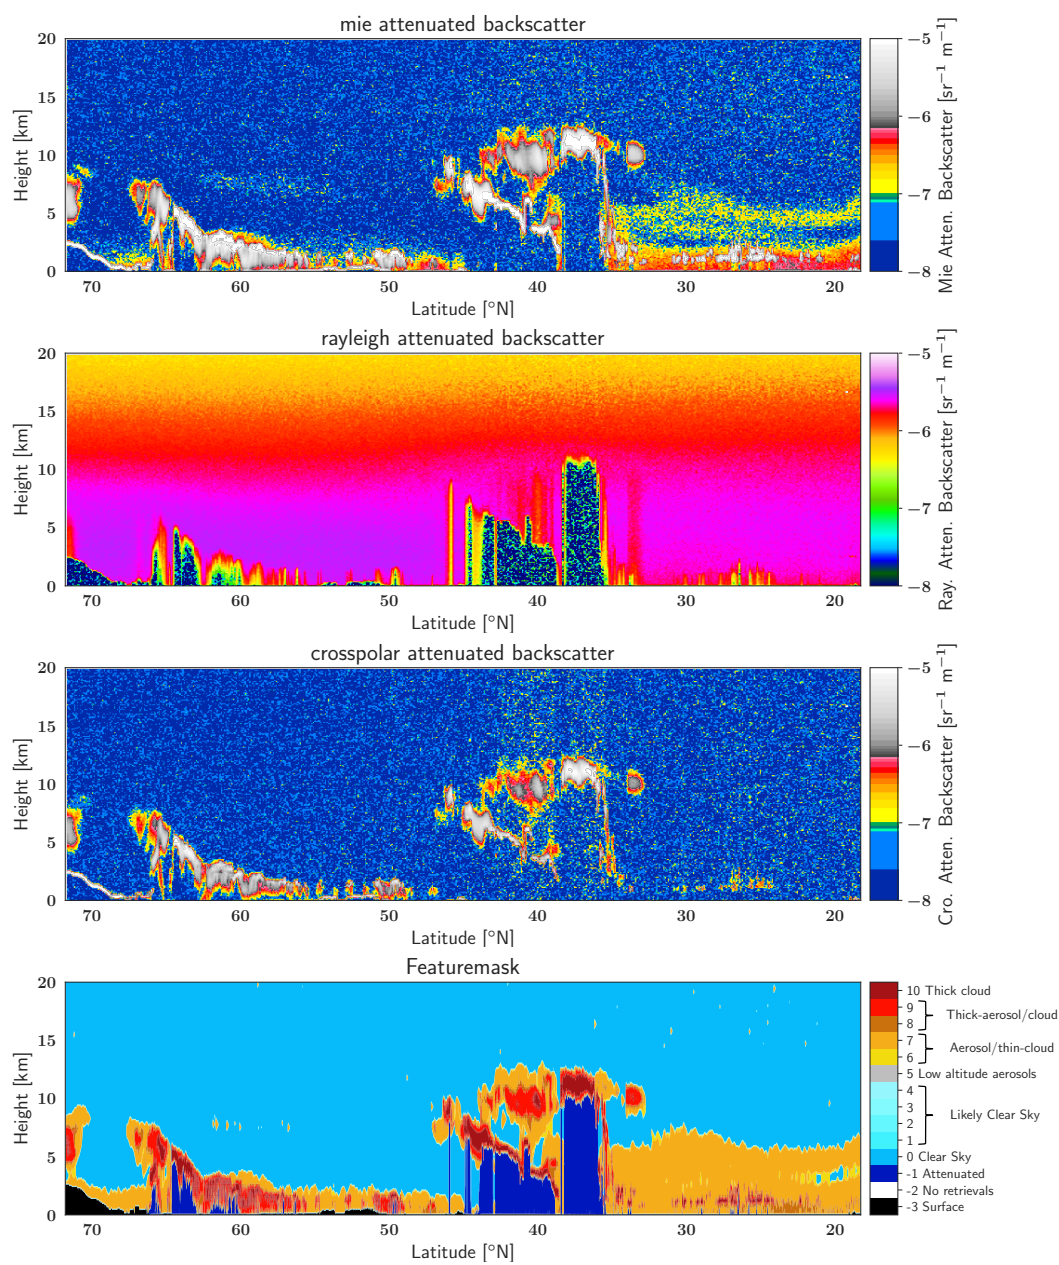 mie attenuated backscatter
20
15
10
5
0
Height [km]
70 60 50 40 30 20
Latitude [°N]
−5
−6
−7
−8
Mie Atten. Backscatter [sr−1 m−1]
rayleigh attenuated backscatter
20
15
10
5
0
Height [km]
70 60 50 40 30 20
Latitude [°N]
−5
−6
−7
−8
Ray. Atten. Backscatter [sr−1 m−1]
crosspolar attenuated backscatter
20
15
10
5
0
Height [km]
70 60 50 40 30 20
Latitude [°N]
−5
−6
−7
−8
Cro. Atten. Backscatter [sr−1 m−1]
Featuremask
20
15
10
5
0
Height [km]
70 60 50 40 30 20
Latitude [°N]
10 Thick cloud
9
8
Thick-aerosol/cloud
7
6
Aerosol/thin-cloud
5 Low altitude aerosols
4
3
2
1
Likely Clear Sky
0 Clear Sky
-1 Attenuated
-2 No retrievals
-3 Surface